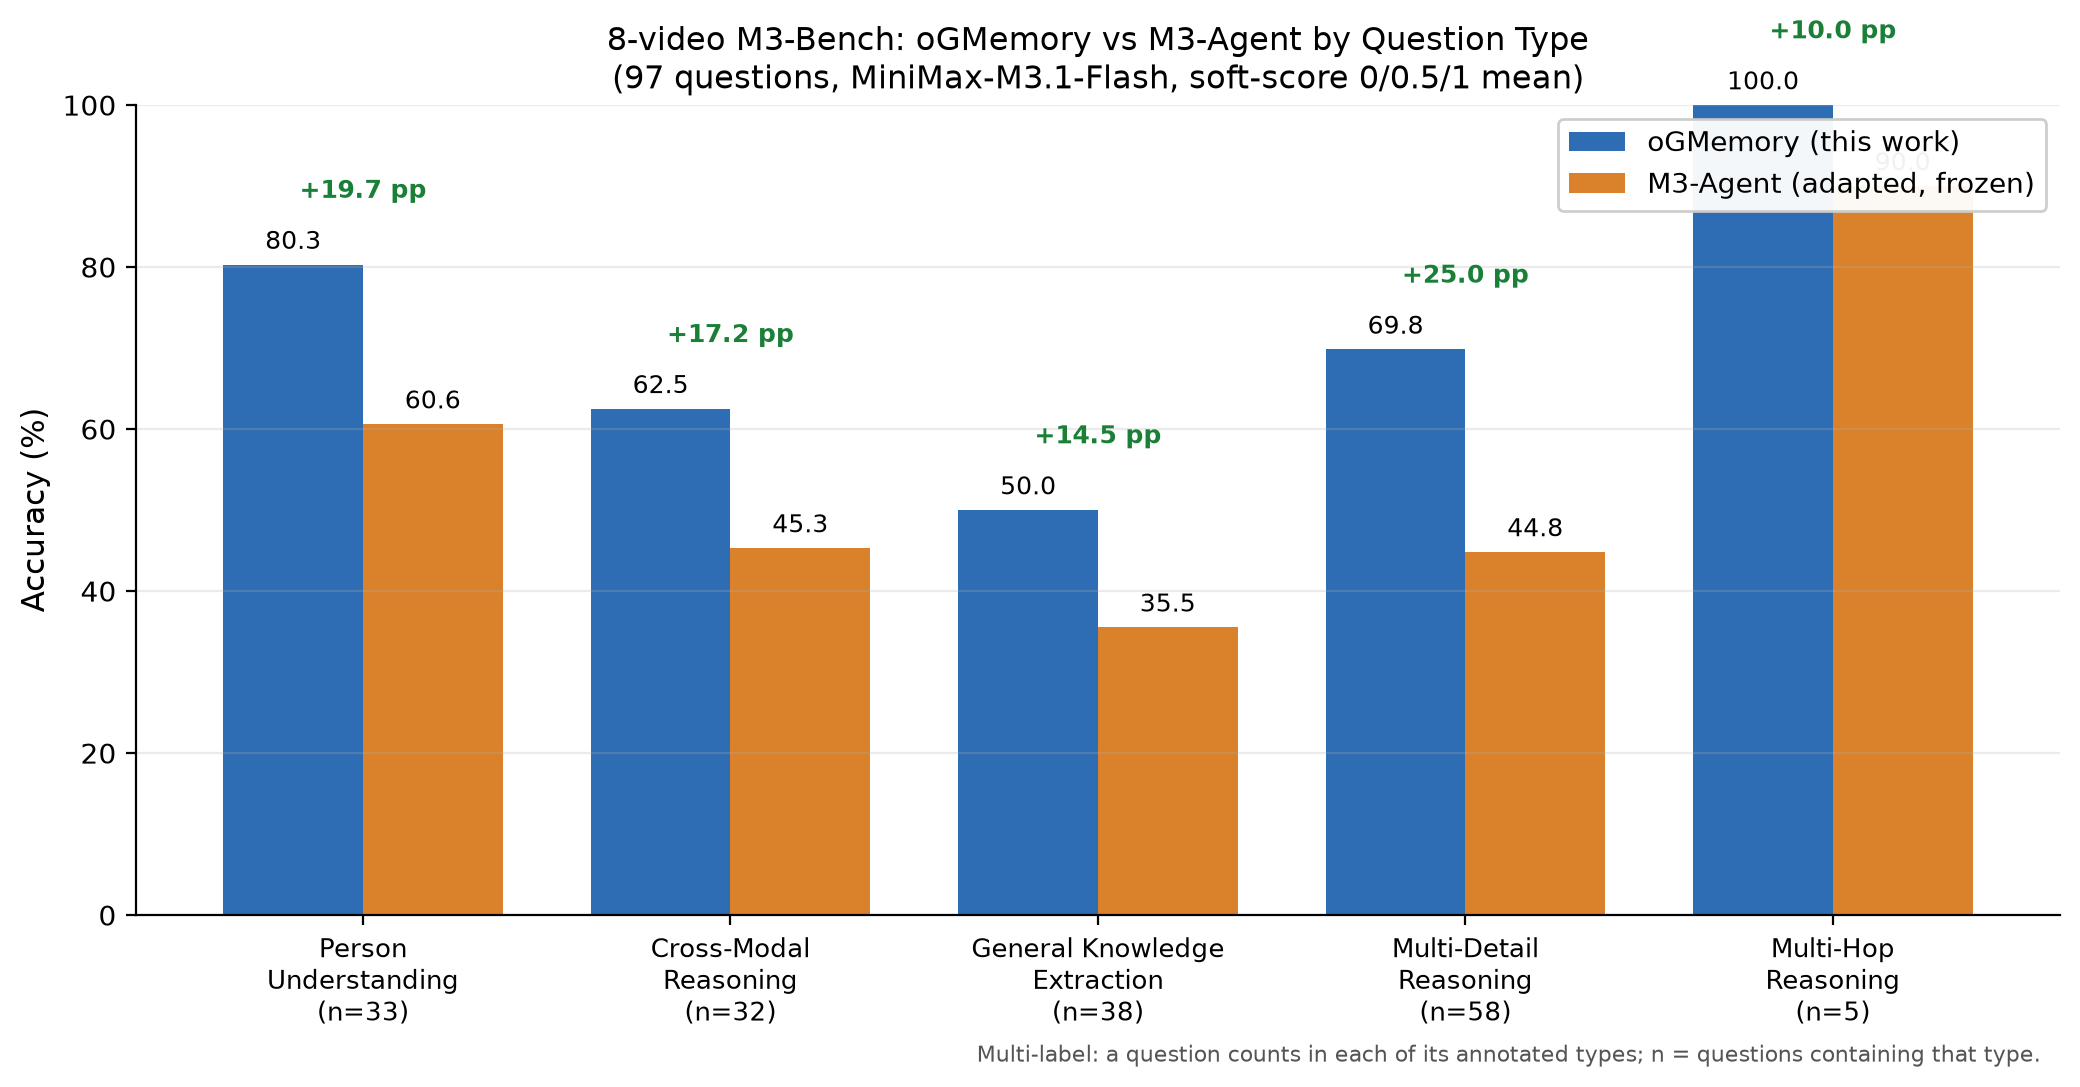 8-video M3-Bench: oGMemory vs M3-Agent by Question Type
(97 questions, MiniMax-M3.1-Flash, soft-score 0/0.5/1 mean)
+10.0 pp
100.0
90.0
oGMemory (this work)
M3-Agent (adapted, frozen)
+19.7 pp
80.3
60.6
+17.2 pp
62.5
45.3
+14.5 pp
50.0
35.5
+25.0 pp
69.8
44.8
Accuracy (%)
100
80
60
40
20
0
Person
Understanding
(n=33)
Cross-Modal
Reasoning
(n=32)
General Knowledge
Extraction
(n=38)
Multi-Detail
Reasoning
(n=58)
Multi-Hop
Reasoning
(n=5)
Multi-label: a question counts in each of its annotated types; n = questions containing that type.